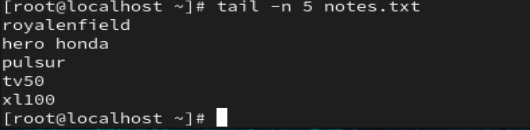 [root@localhost ~]# tail -n 5 notes.txt
royalenfield
hero honda
pulsur
tv50
xl100
[root@localhost ~]#